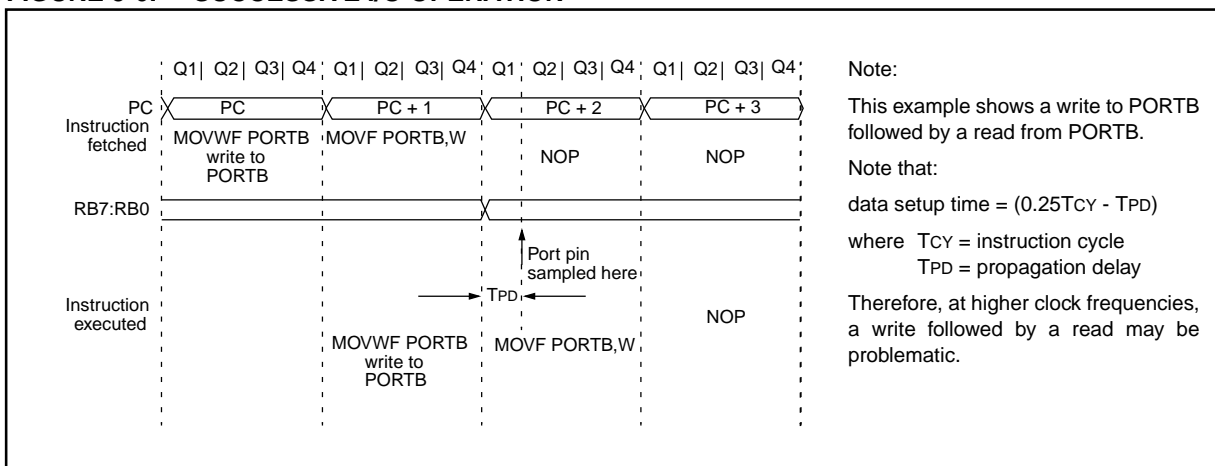 Q1| Q2| Q3| Q4 Q1| Q2| Q3| Q4 Q1 Q2| Q3| Q4 Q1| Q2| Q3| Q4
PC PC PC + 1 PC + 2 PC + 3
Instruction
fetched
MOVWF PORTB
write to
PORTB
MOVF PORTB,W
NOP
NOP
RB7:RB0
Port pin
sampled here
TPD
Instruction
executed
MOVWF PORTB
write to
PORTB
MOVF PORTB,W
NOP
Note:
This example shows a write to PORTB
followed by a read from PORTB.
Note that:
data setup time = (0.25TCY - TPD)
where TCY = instruction cycle
TPD = propagation delay
Therefore, at higher clock frequencies,
a write followed by a read may be
problematic.